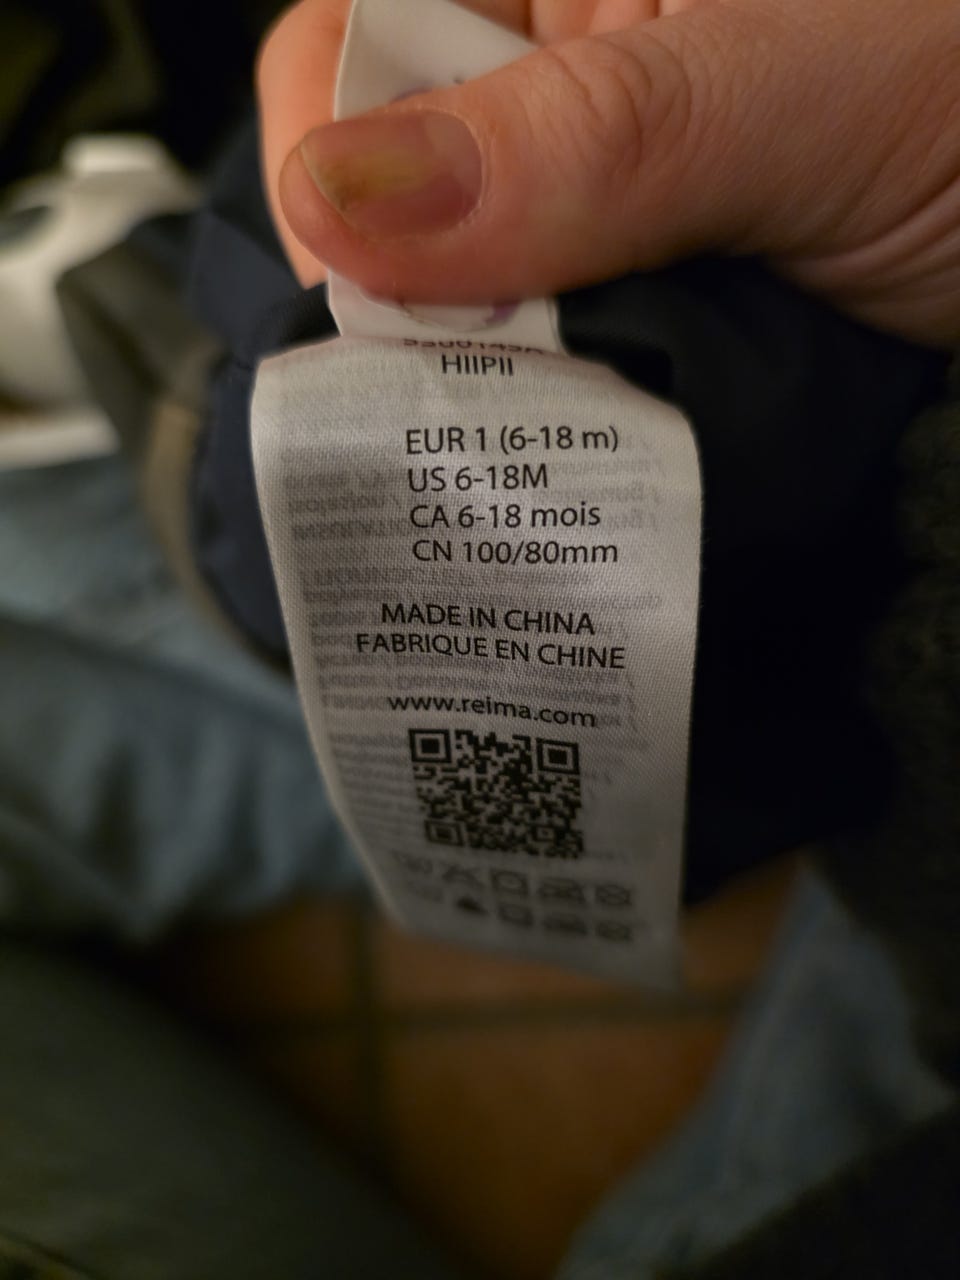 HIIPII
EUR 1 (6-18 m)
US 6-18M
CA 6-18 mois
CN 100/80mm
MADE IN CHINA
FABRIQUE EN CHINE
www.reima.com